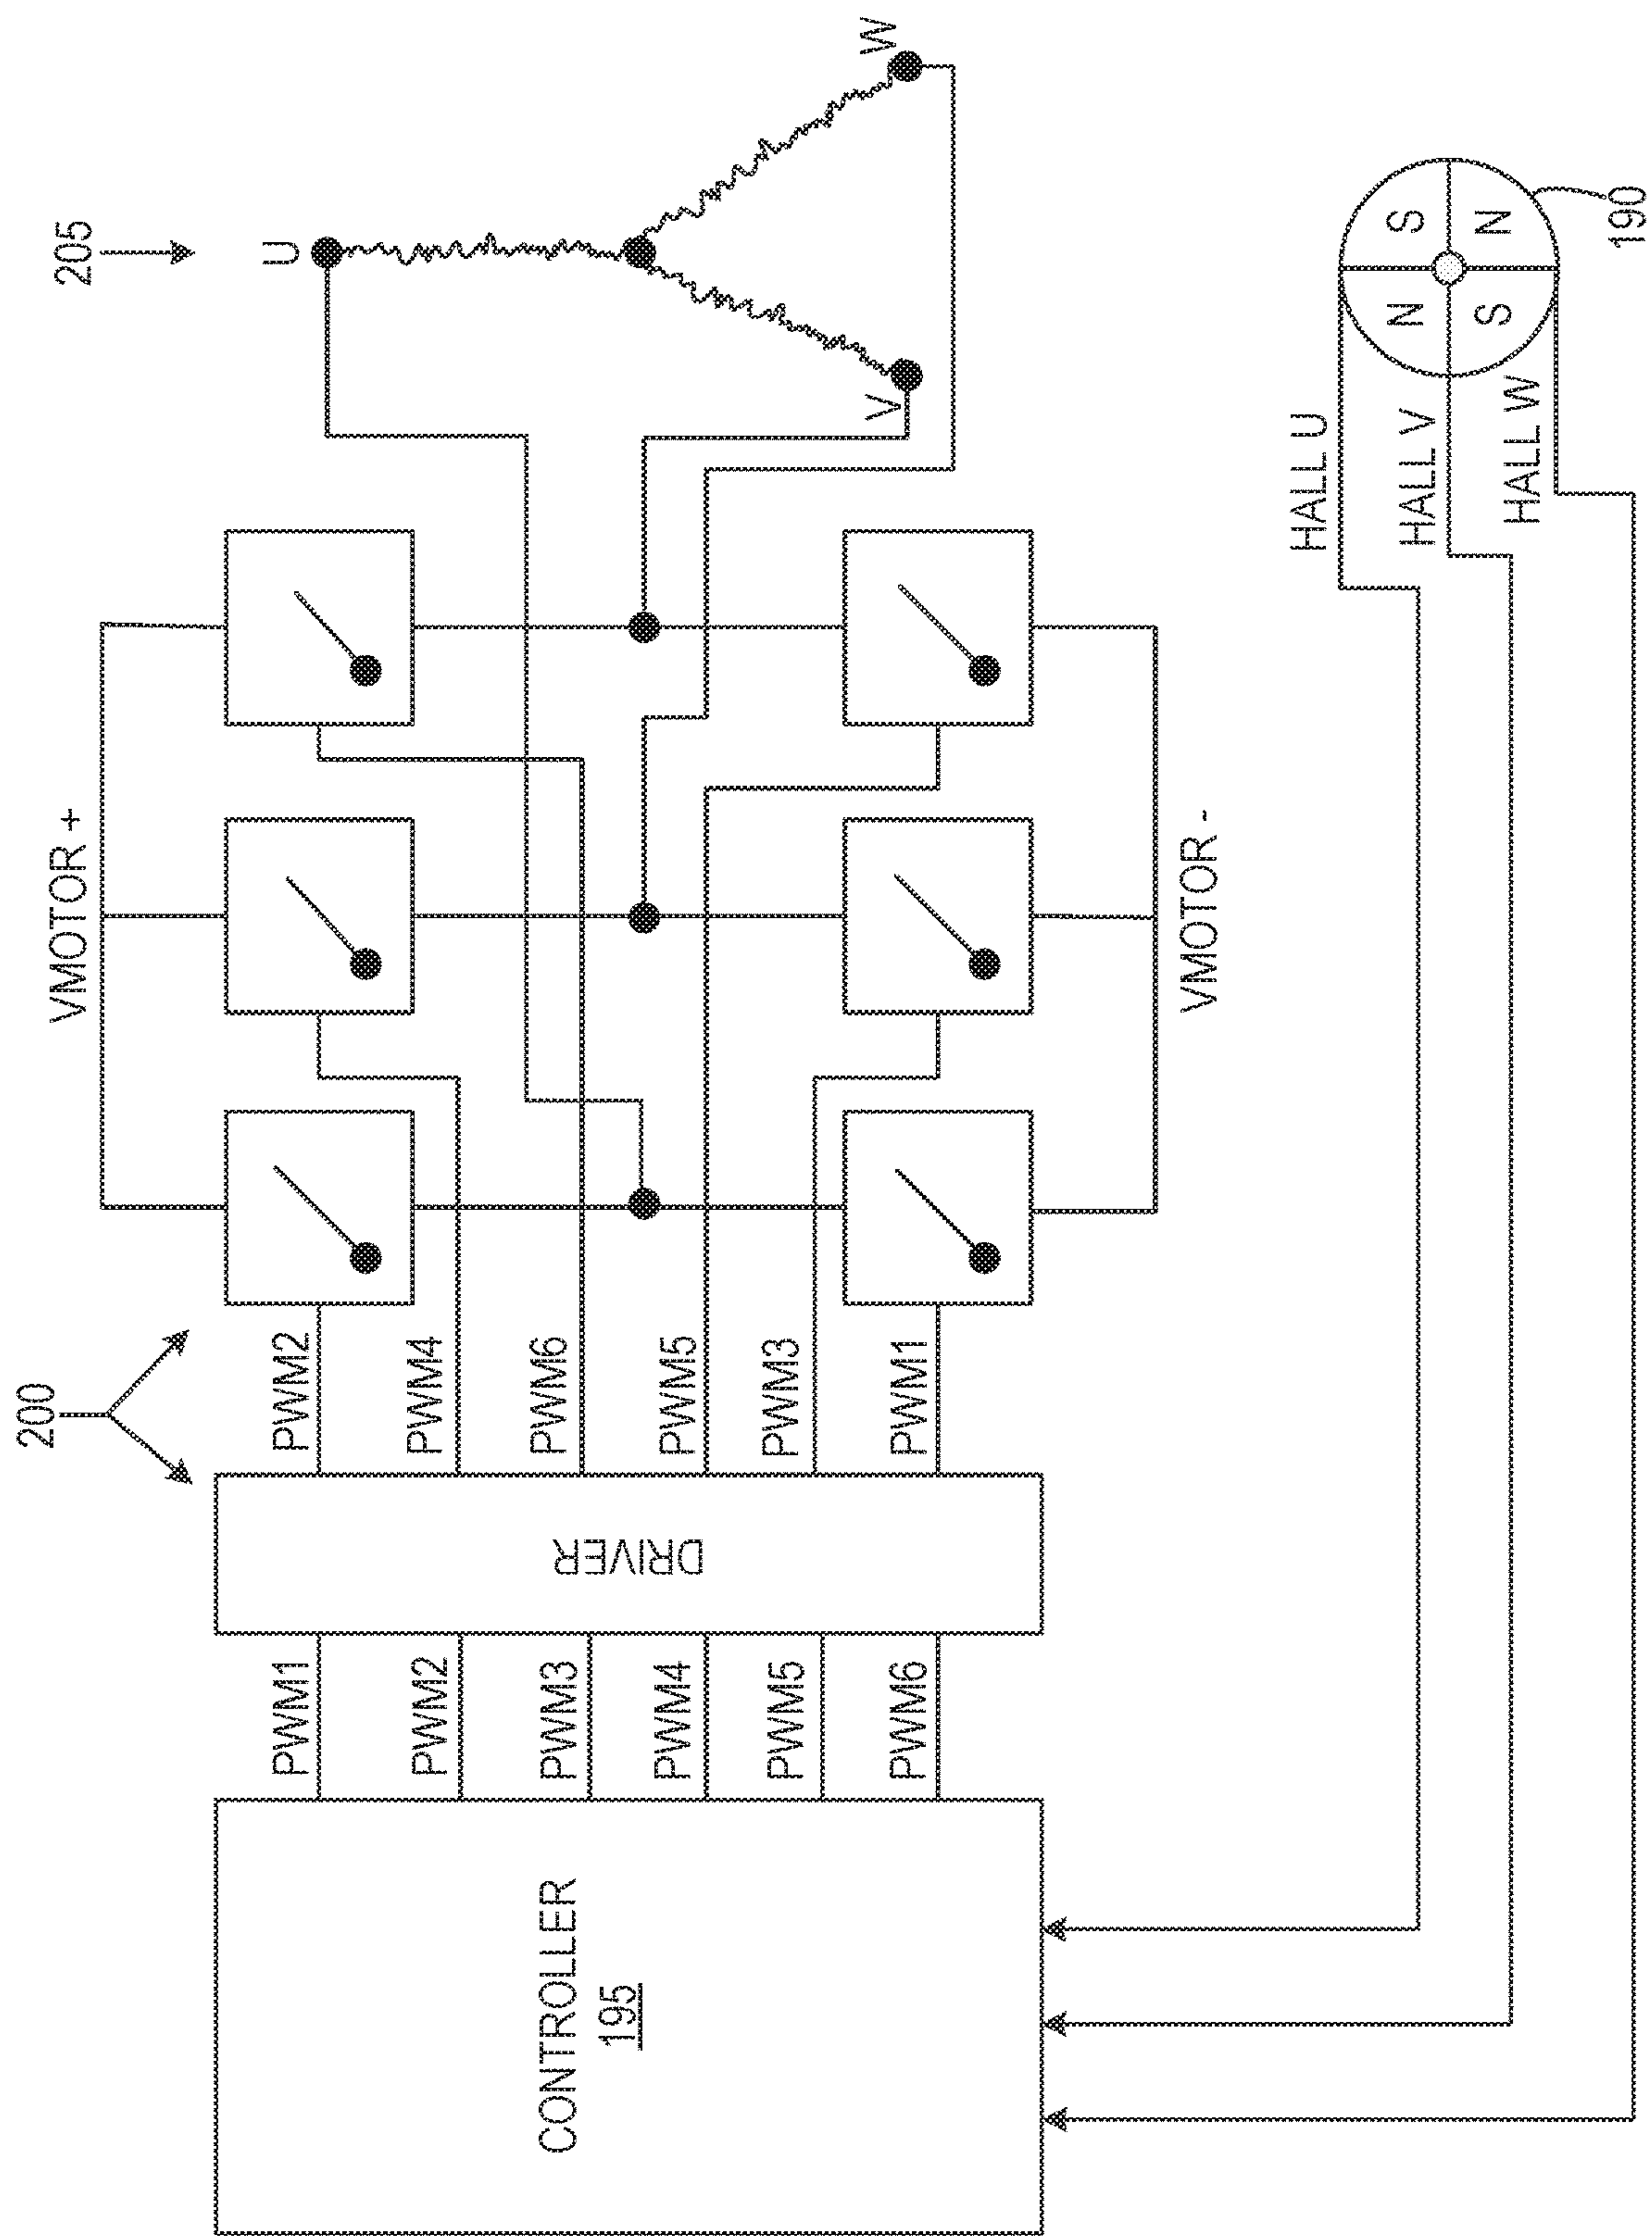 200
205
VMOTOR +
U
V
W
PWM2
PWM4
PWM6
PWM5
PWM3
PWM1
DRIVER
PWM1
PWM2
PWM3
PWM4
PWM5
PWM6
CONTROLLER
195
VMOTOR -
HALL U
HALL V
HALL W
N
S
S
N
190